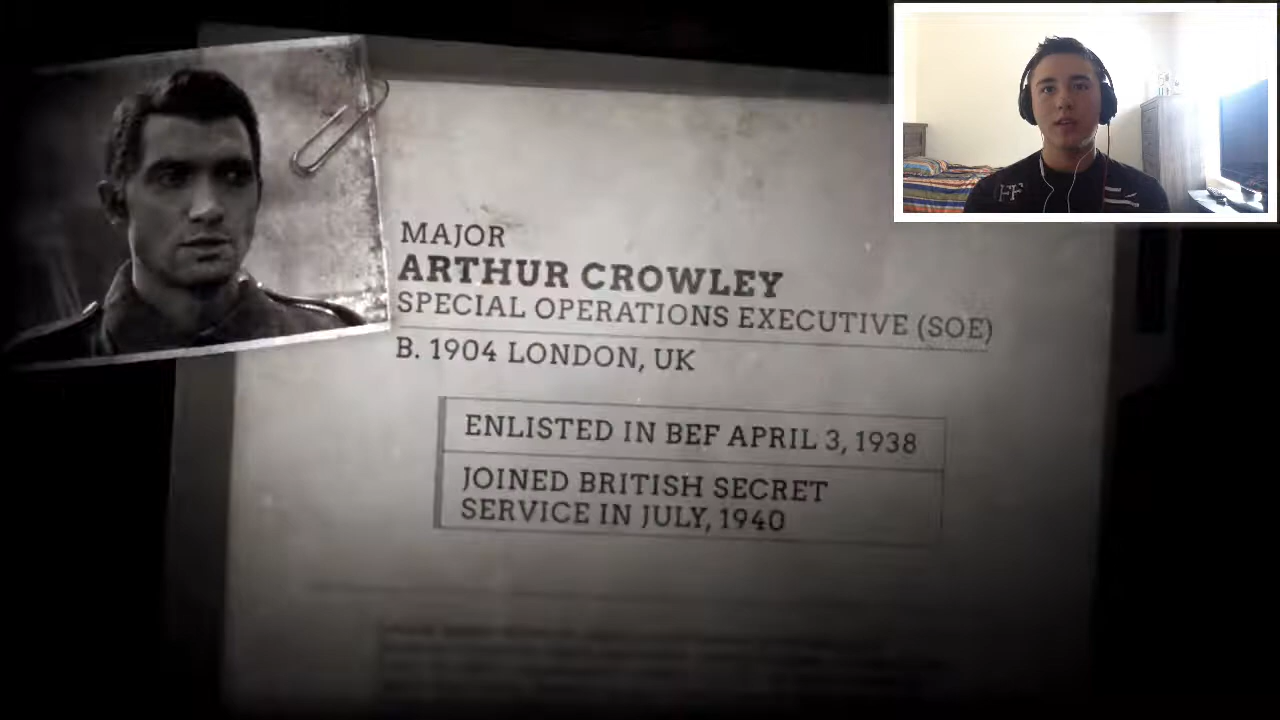 MAJOR
ARTHUR CROWLEY
SPECIAL OPERATIONS EXECUTIVE (SOE)
B. 1904 LONDON, UK
ENLISTED IN BEF APRIL 3, 1938
JOINED BRITISH SECRET
SERVICE IN JULY, 1940
FF